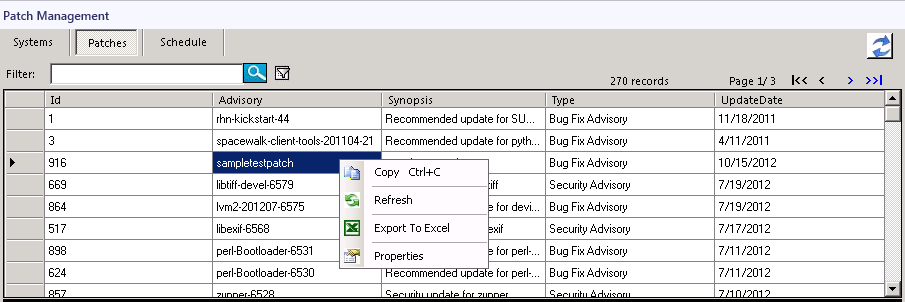 Patch Management
Systems Patches Schedule
Filter: 270 records Page 1/ 3
Id Advisory Synopsis Type UpdateDate
1 rhn-kickstart-44 Recommended update for SU... Bug Fix Advisory 11/18/2011
3 spacewalk-client-tools-201104-21 Recommended update for pyth... Bug Fix Advisory 4/11/2011
916 sampletestpatch Bug Fix Advisory 10/15/2012
Copy Ctrl+C
669 libtiff-devel-6579 tiff Security Advisory 7/19/2012
Refresh
864 lvm2-201207-6575 e for devi... Bug Fix Advisory 7/19/2012
Export To Excel
517 libexif-6568 exif Security Advisory 7/17/2012
898 perl-Bootloader-6531 e for perl-... Bug Fix Advisory 7/11/2012
Properties
624 perl-Bootloader-6530 Recommended update for perl-... Bug Fix Advisory 7/11/2012
857 zypper-6528 Security update for zypper Security Advisory 7/10/2012